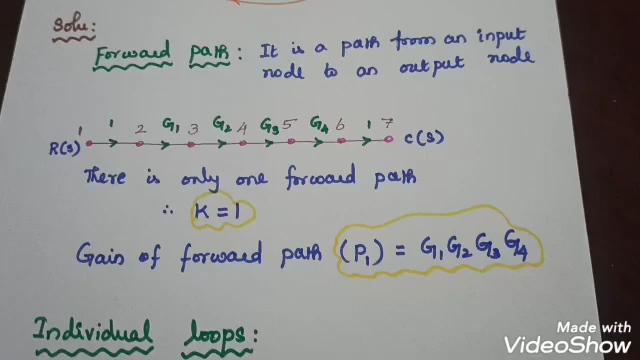 Solu:
Forward path: It is a path from an input
node to an output node
1 1 2 G1 3 G2 4 G3 5 G4 6 1 7
R(s) C(s)
There is only one forward path
∴ K = 1
Gain of forward path (P1) = G1 G2 G3 G4
Individual loops:
Made with
VideoShow